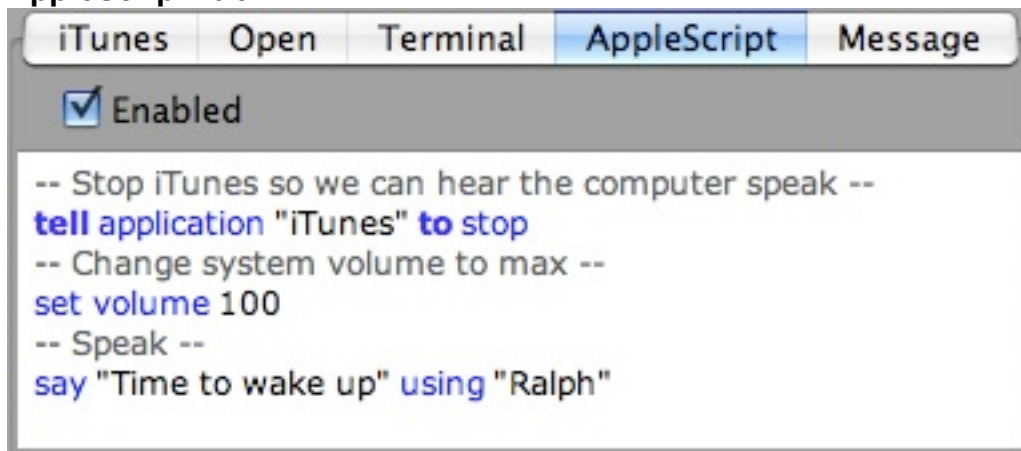 iTunes Open Terminal AppleScript Message
Enabled
-- Stop iTunes so we can hear the computer speak --
tell application "iTunes" to stop
-- Change system volume to max --
set volume 100
-- Speak --
say "Time to wake up" using "Ralph"